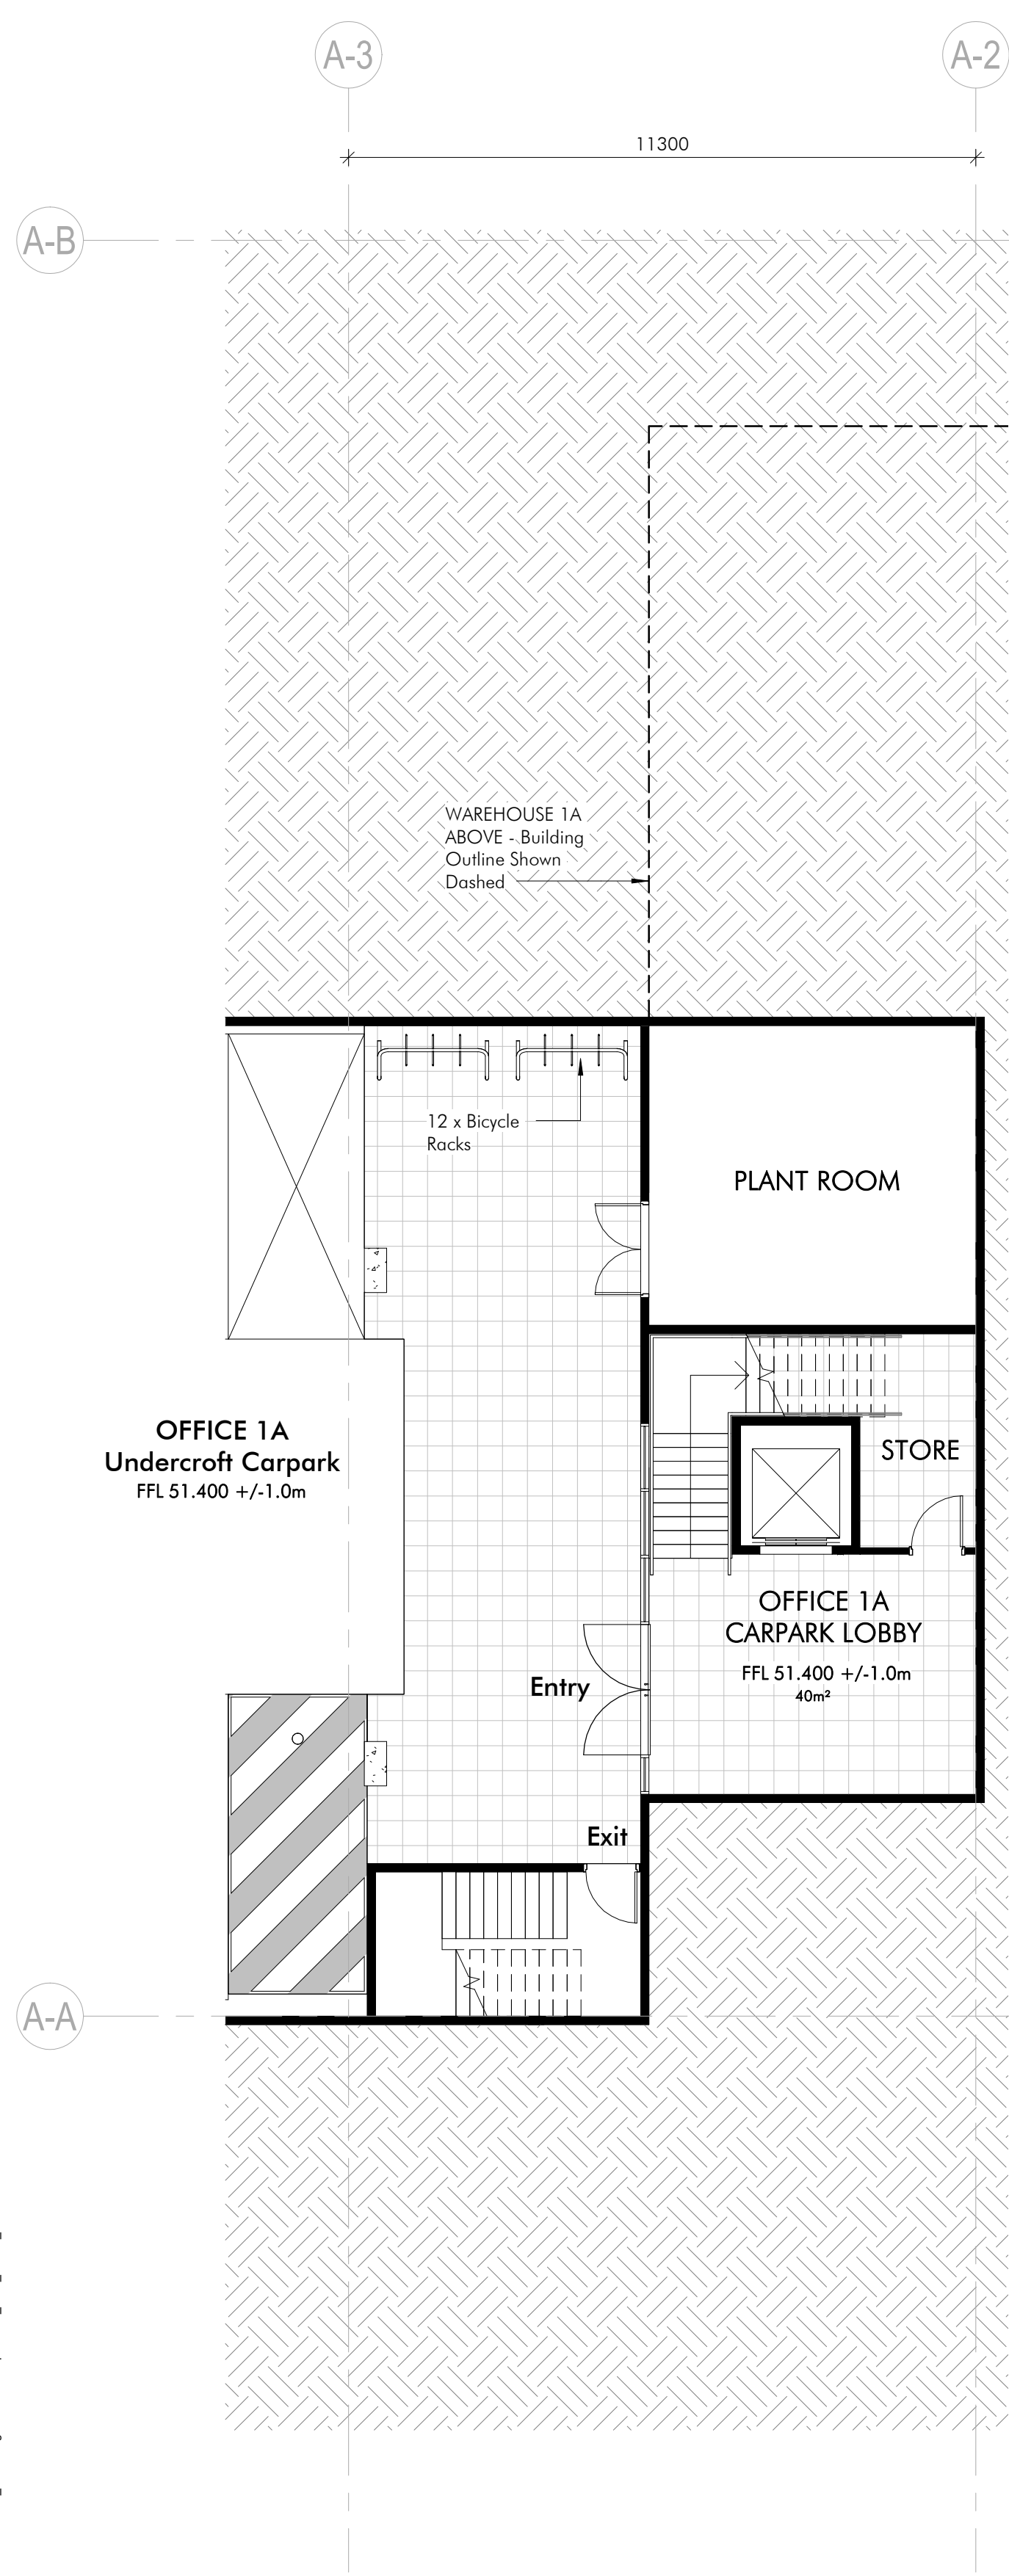 A-3
A-2
11300
A-B
WAREHOUSE 1A
ABOVE - Building
Outline Shown
Dashed
12 x Bicycle
Racks
PLANT ROOM
OFFICE 1A
Undercroft Carpark
FFL 51.400 +/-1.0m
STORE
OFFICE 1A
CARPARK LOBBY
FFL 51.400 +/-1.0m
40m²
Entry
Exit
A-A